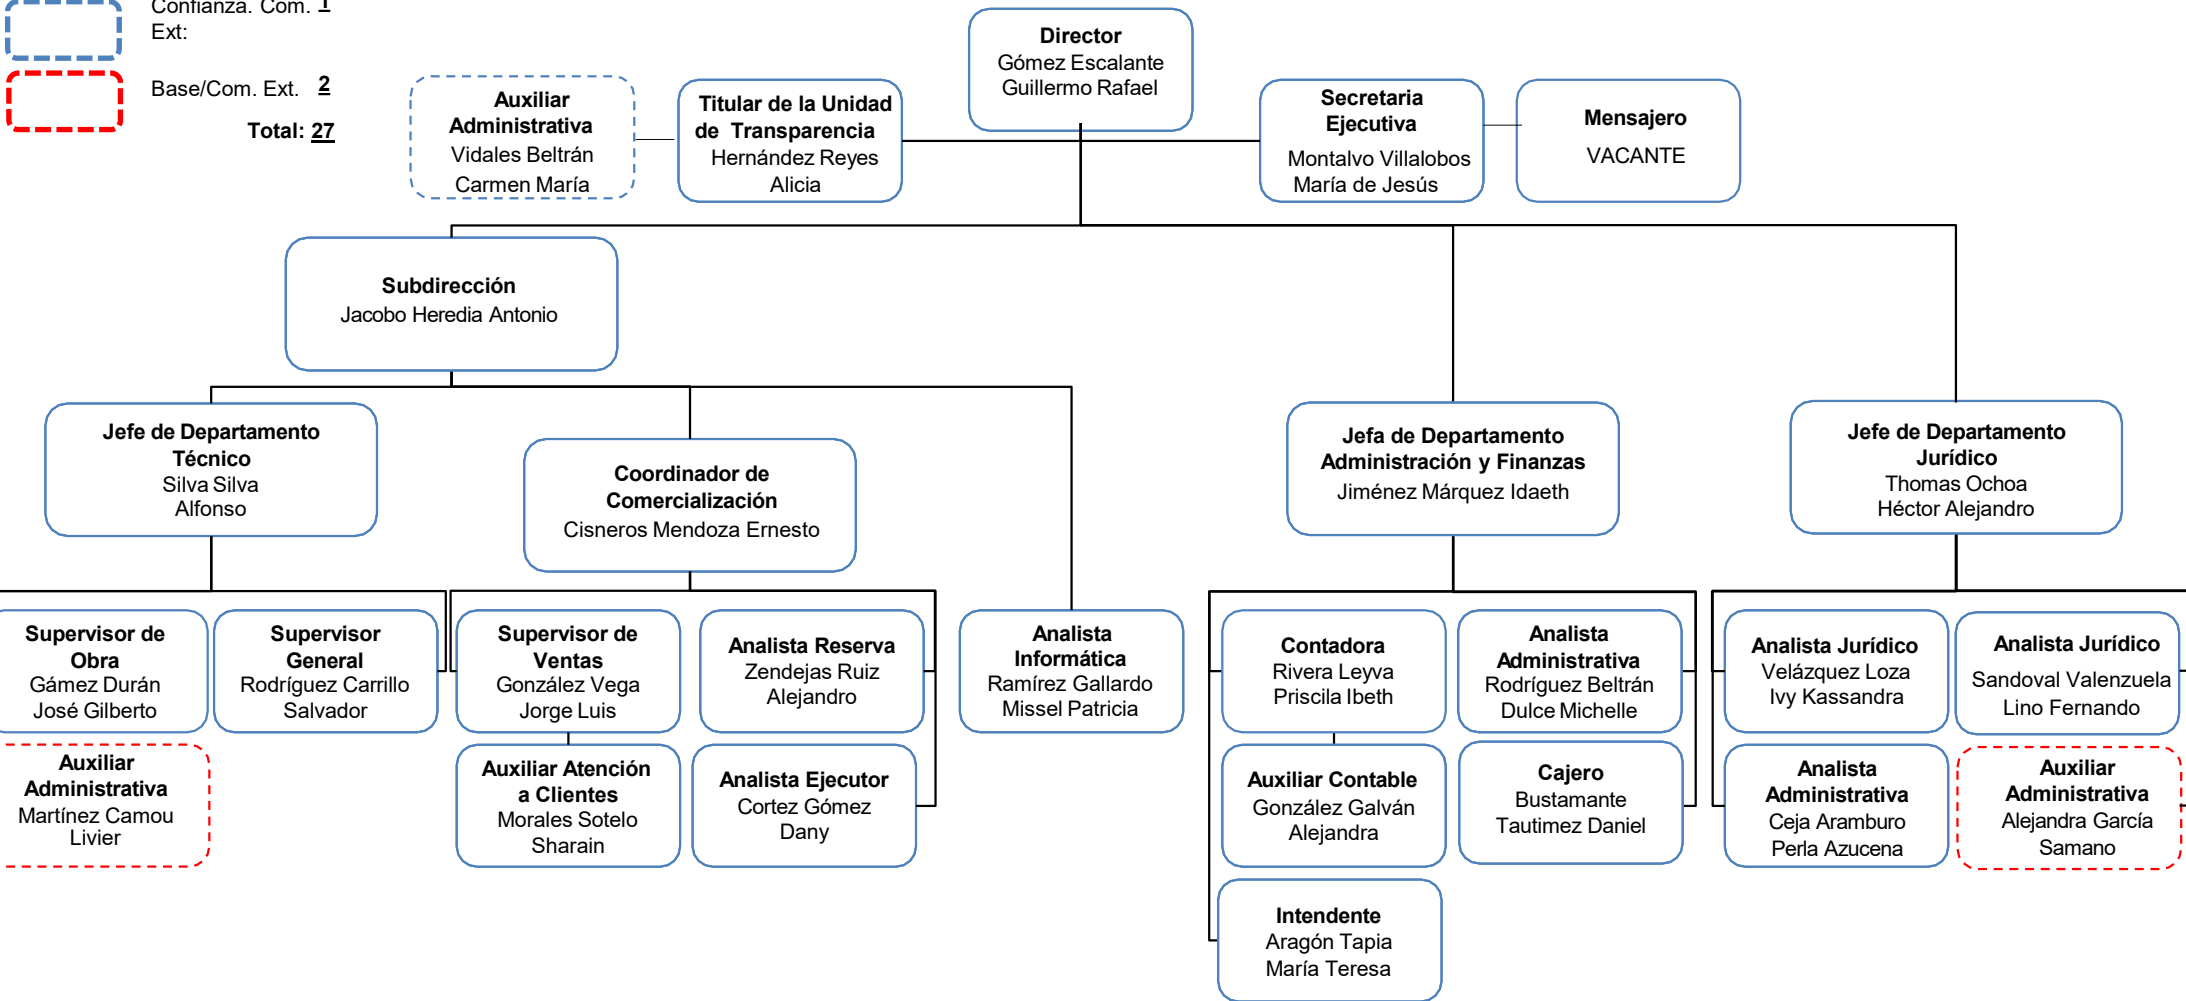 Confianza. Com. 1
Ext:
Base/Com. Ext. 2
Total: 27
Director
Gómez Escalante
Guillermo Rafael
Auxiliar
Administrativa
Vidales Beltrán
Carmen María
Titular de la Unidad
de Transparencia
Hernández Reyes
Alicia
Secretaria
Ejecutiva
Montalvo Villalobos
María de Jesús
Mensajero
VACANTE
Subdirección
Jacobo Heredia Antonio
Jefe de Departamento
Técnico
Silva Silva
Alfonso
Coordinador de
Comercialización
Cisneros Mendoza Ernesto
Jefa de Departamento
Administración y Finanzas
Jiménez Márquez Idaeth
Jefe de Departamento
Jurídico
Thomas Ochoa
Héctor Alejandro
Supervisor de
Obra
Gámez Durán
José Gilberto
Supervisor
General
Rodríguez Carrillo
Salvador
Supervisor de
Ventas
González Vega
Jorge Luis
Analista Reserva
Zendejas Ruiz
Alejandro
Analista
Informática
Ramírez Gallardo
Missel Patricia
Contadora
Rivera Leyva
Priscila Ibeth
Analista
Administrativa
Rodríguez Beltrán
Dulce Michelle
Analista Jurídico
Velázquez Loza
Ivy Kassandra
Analista Jurídico
Sandoval Valenzuela
Lino Fernando
Auxiliar
Administrativa
Martínez Camou
Livier
Auxiliar Atención
a Clientes
Morales Sotelo
Sharain
Analista Ejecutor
Cortez Gómez
Dany
Auxiliar Contable
González Galván
Alejandra
Cajero
Bustamante
Tautimez Daniel
Analista
Administrativa
Ceja Aramburo
Perla Azucena
Auxiliar
Administrativa
Alejandra García
Samano
Intendente
Aragón Tapia
María Teresa